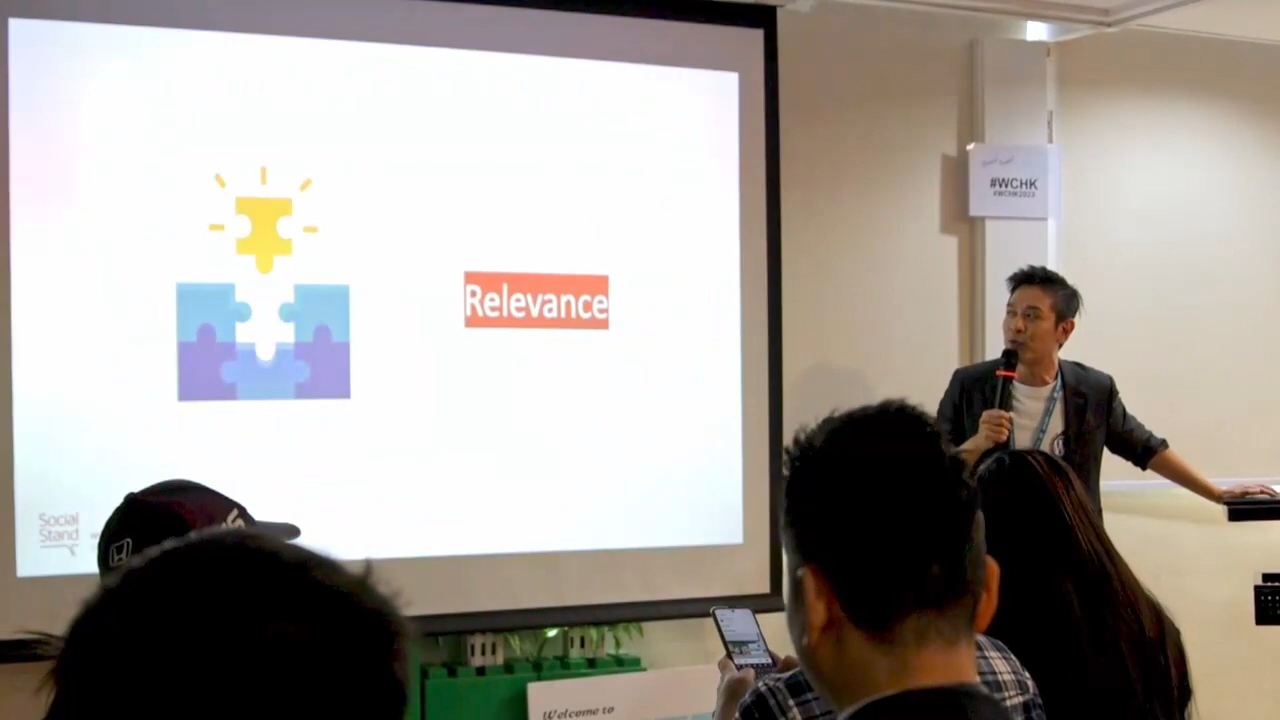 Relevance
Social
Stand
#WCHK
#WCHK2023
Welcome to